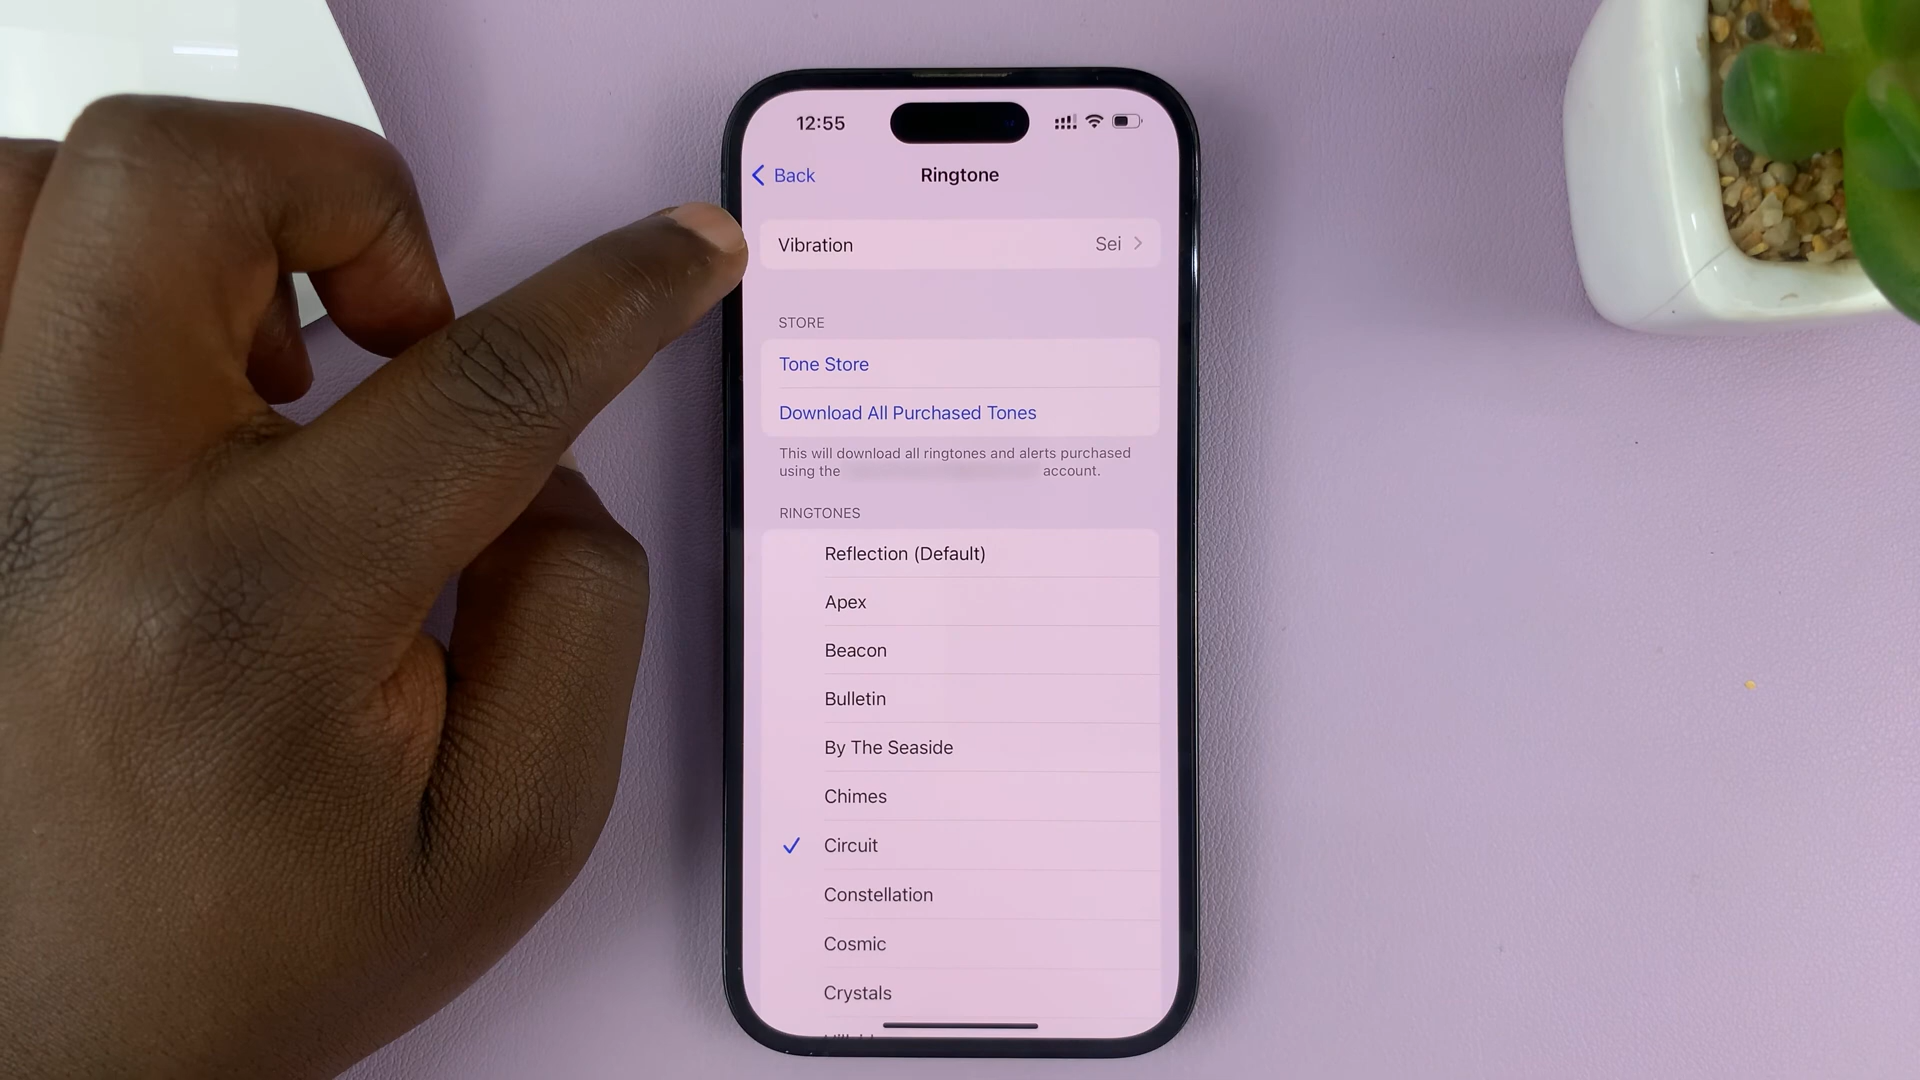 12:55
Back Ringtone
Vibration Sei
STORE
Tone Store
Download All Purchased Tones
This will download all ringtones and alerts purchased
using the account.
RINGTONES
Reflection (Default)
Apex
Beacon
Bulletin
By The Seaside
Chimes
Circuit
Constellation
Cosmic
Crystals